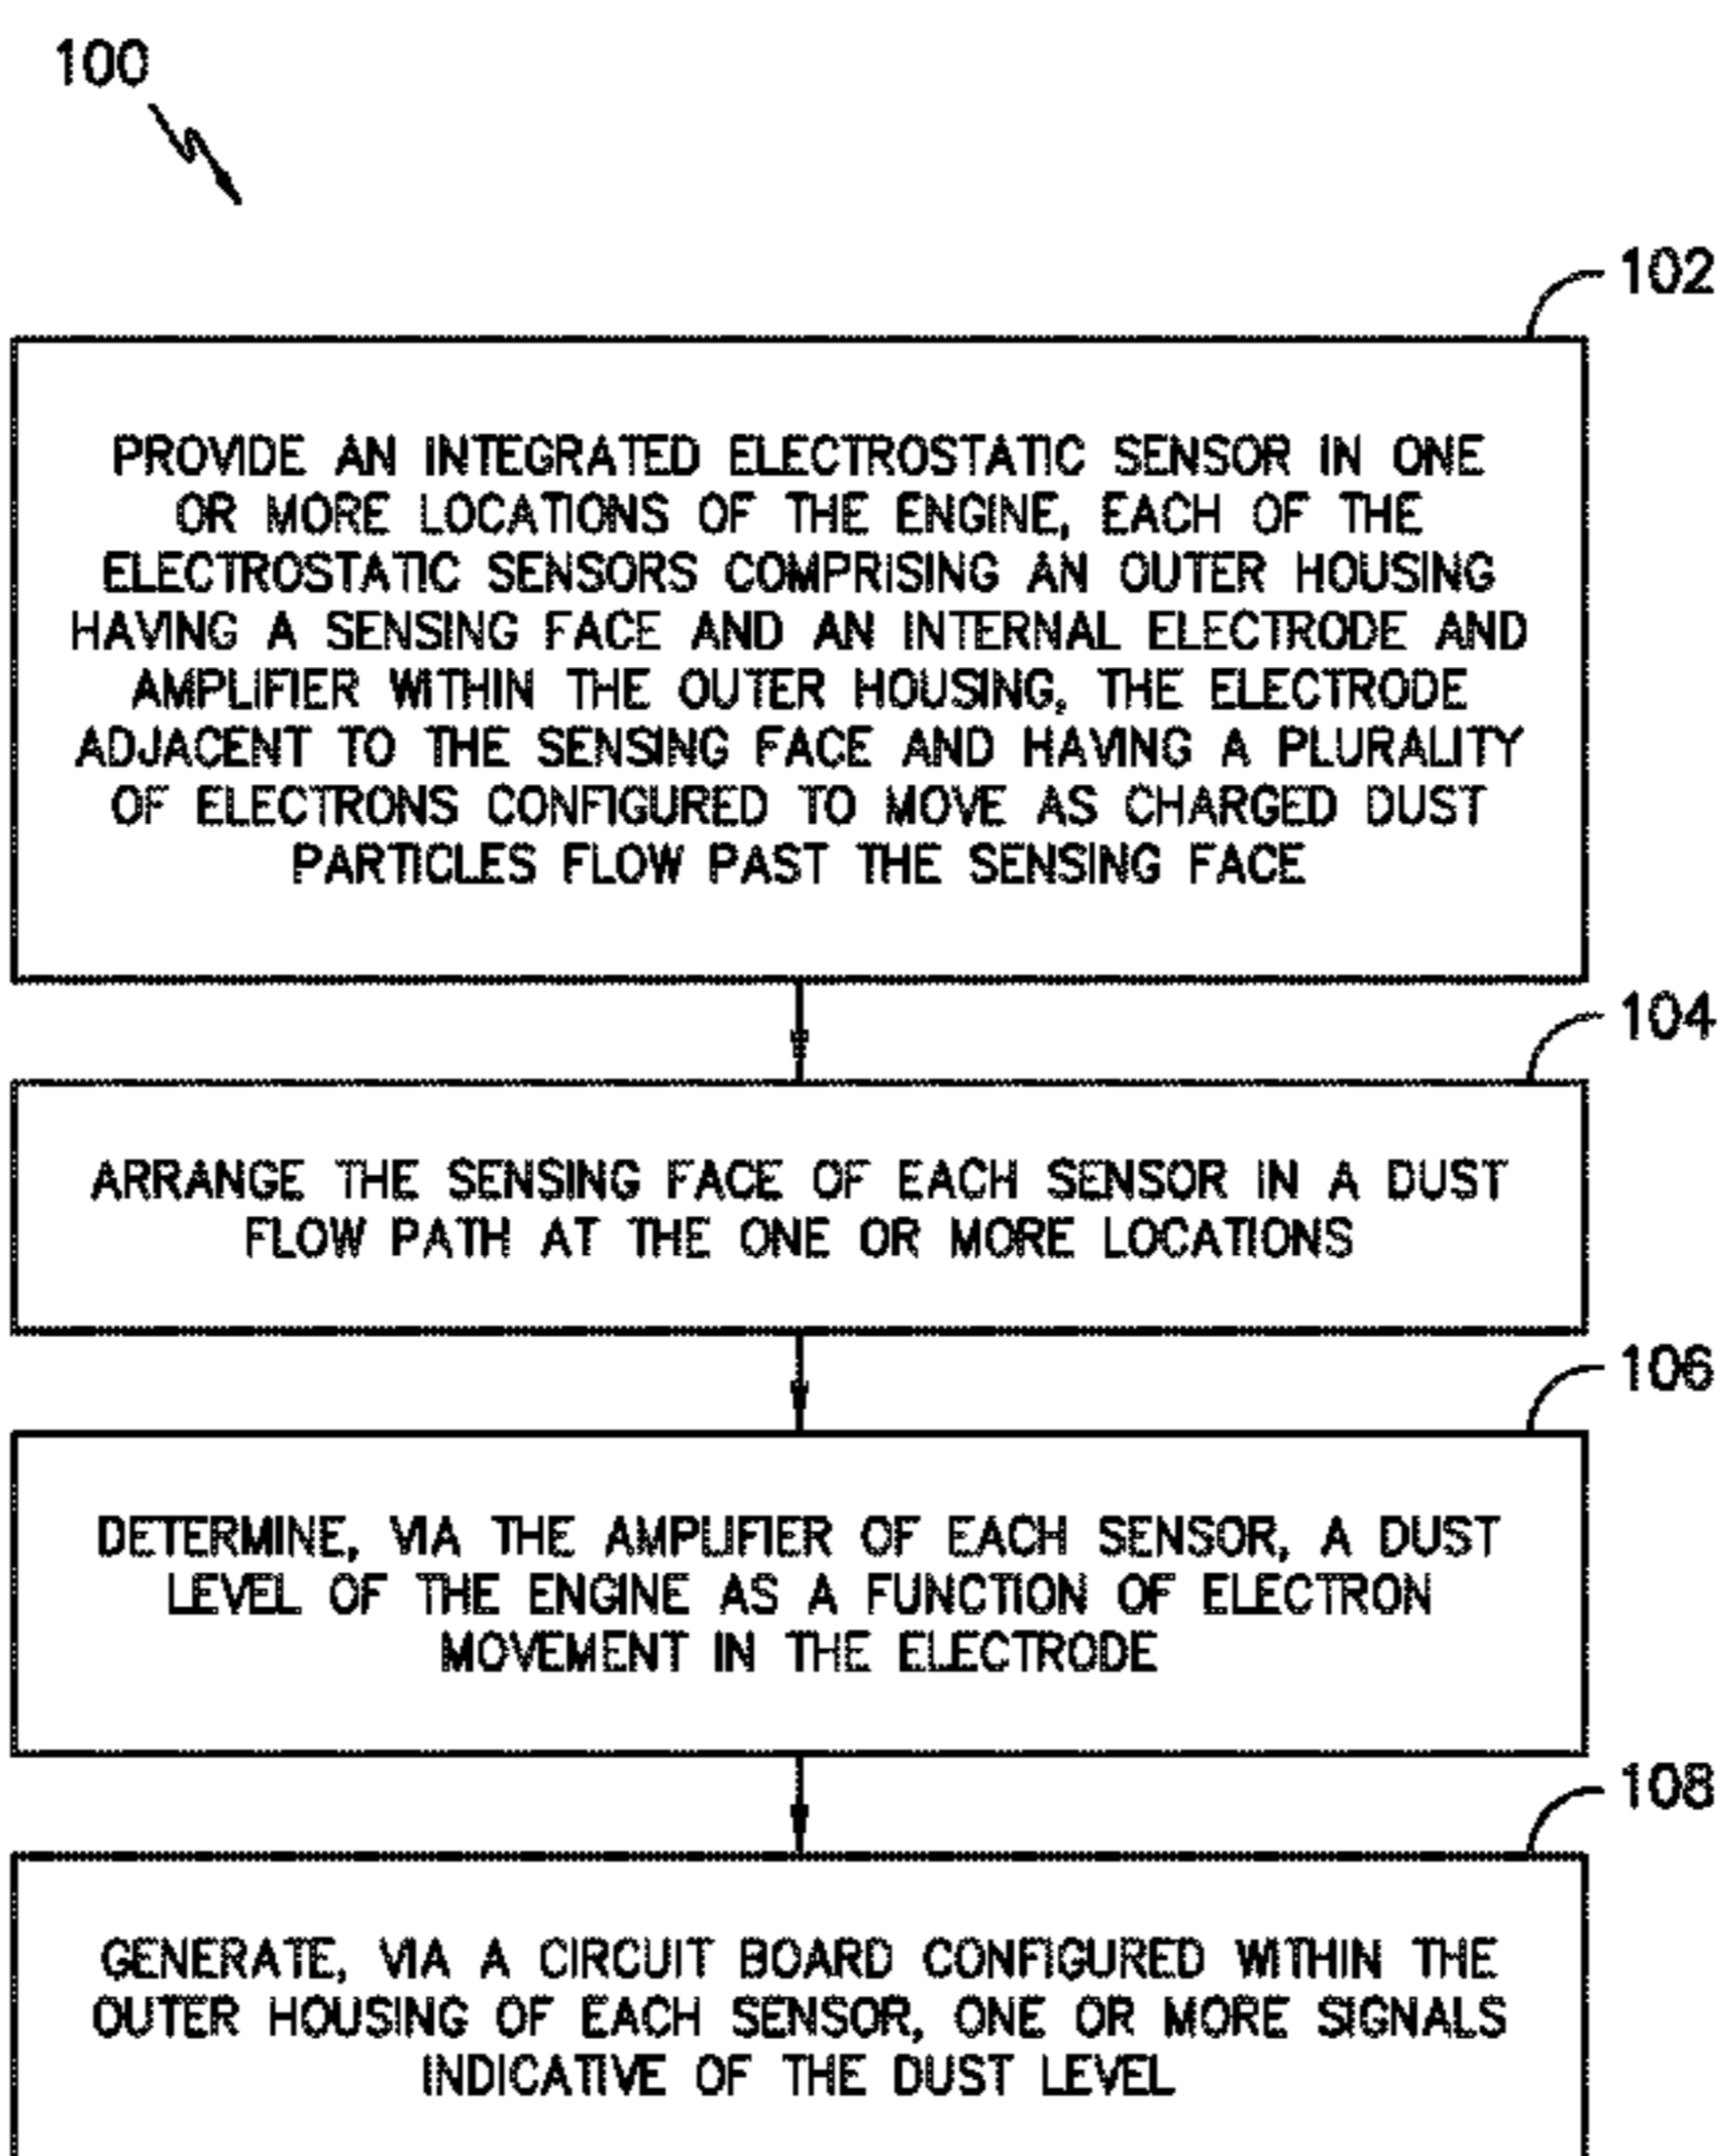 100
102
PROVIDE AN INTEGRATED ELECTROSTATIC SENSOR IN ONE
OR MORE LOCATIONS OF THE ENGINE, EACH OF THE
ELECTROSTATIC SENSORS COMPRISING AN OUTER HOUSING
HAVING A SENSING FACE AND AN INTERNAL ELECTRODE AND
AMPLIFIER WITHIN THE OUTER HOUSING, THE ELECTRODE
ADJACENT TO THE SENSING FACE AND HAVING A PLURALITY
OF ELECTRONS CONFIGURED TO MOVE AS CHARGED DUST
PARTICLES FLOW PAST THE SENSING FACE
104
ARRANGE THE SENSING FACE OF EACH SENSOR IN A DUST
FLOW PATH AT THE ONE OR MORE LOCATIONS
106
DETERMINE, VIA THE AMPLIFIER OF EACH SENSOR, A DUST
LEVEL OF THE ENGINE AS A FUNCTION OF ELECTRON
MOVEMENT IN THE ELECTRODE
108
GENERATE, VIA A CIRCUIT BOARD CONFIGURED WITHIN THE
OUTER HOUSING OF EACH SENSOR, ONE OR MORE SIGNALS
INDICATIVE OF THE DUST LEVEL